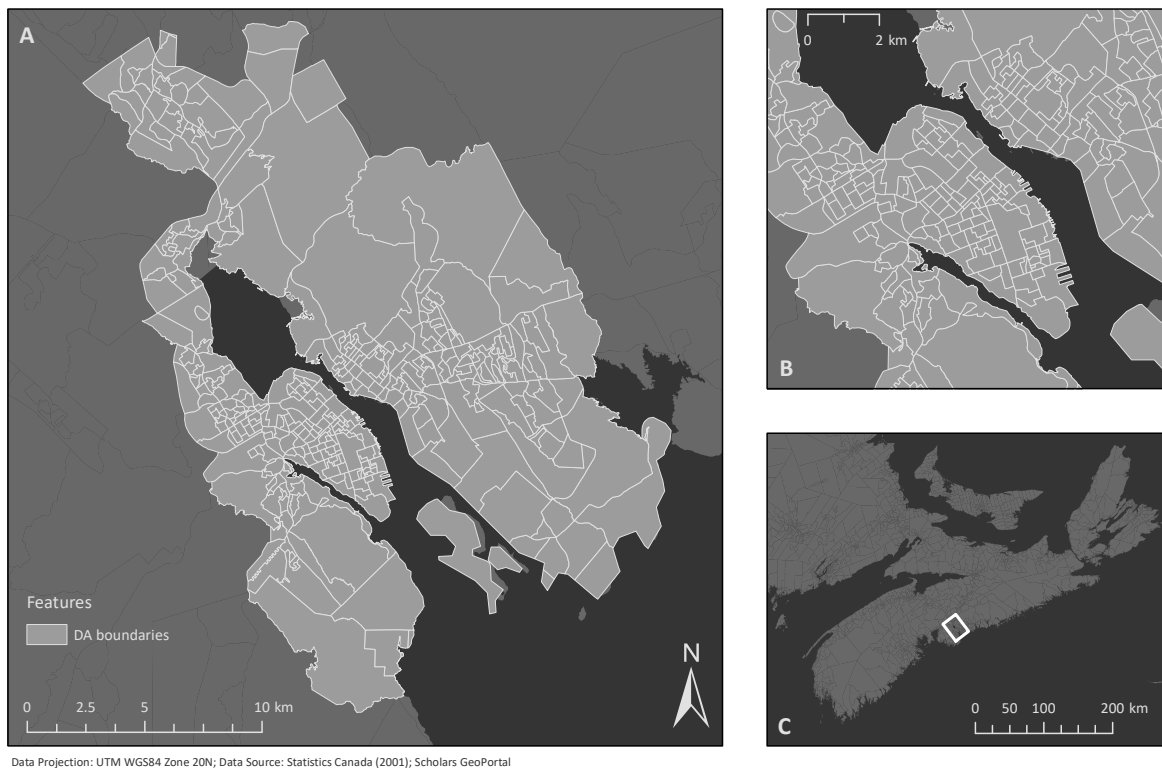 A
Features
DA boundaries
0 2.5 5 10 km
N
0 2 km
B
C
0 50 100 200 km
Data Projection: UTM WGS84 Zone 20N; Data Source: Statistics Canada (2001); Scholars GeoPortal